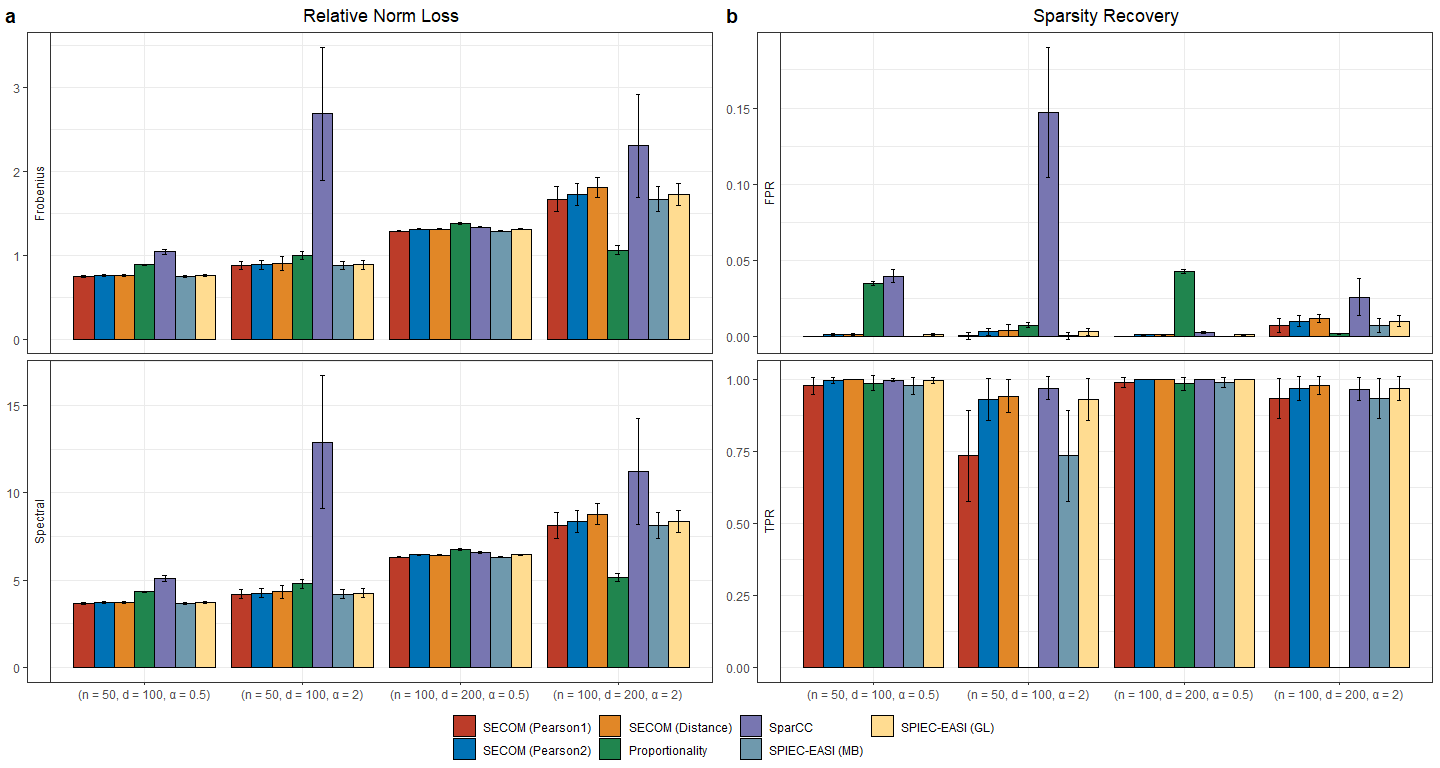 a
Relative Norm Loss
Frobenius
3
2
1
0
Spectral
15
10
5
0
(n = 50, d = 100, α = 0.5)
(n = 50, d = 100, α = 2)
(n = 100, d = 200, α = 0.5)
(n = 100, d = 200, α = 2)
b
Sparsity Recovery
FPR
0.15
0.10
0.05
0.00
TPR
1.00
0.75
0.50
0.25
0.00
(n = 50, d = 100, α = 0.5)
(n = 50, d = 100, α = 2)
(n = 100, d = 200, α = 0.5)
(n = 100, d = 200, α = 2)
SECOM (Pearson1)
SECOM (Pearson2)
SECOM (Distance)
Proportionality
SparCC
SPIEC-EASI (MB)
SPIEC-EASI (GL)